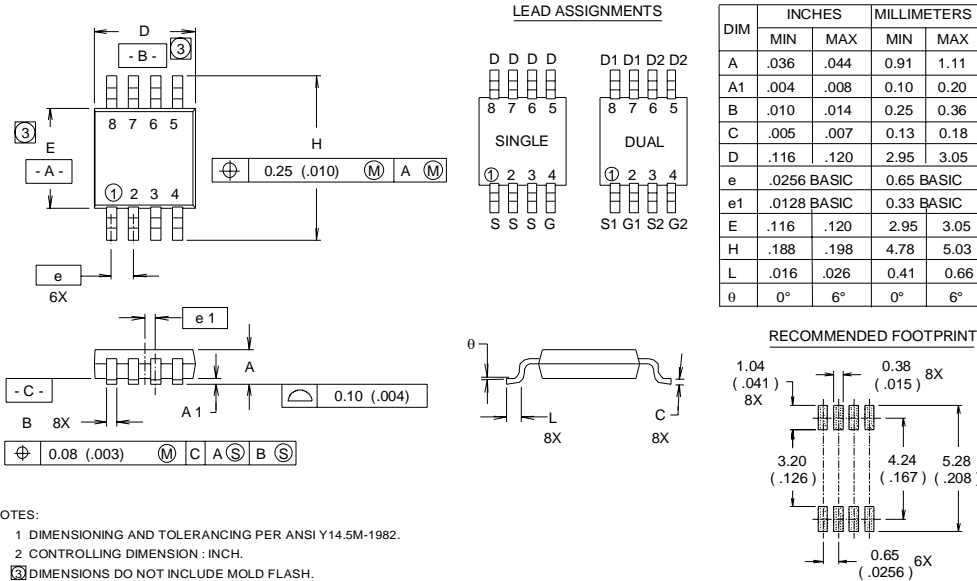 LEAD ASSIGNMENTS
D
- B -
3
8 7 6 5
3
E
- A -
H
0.25 (.010) M A M
1 2 3 4
e
6X
D D D D
8 7 6 5
SINGLE
1 2 3 4
S S S G
D1 D1 D2 D2
8 7 6 5
DUAL
1 2 3 4
S1 G1 S2 G2
DIM INCHES MILLIMETERS
MIN MAX MIN MAX
A .036 .044 0.91 1.11
A1 .004 .008 0.10 0.20
B .010 .014 0.25 0.36
C .005 .007 0.13 0.18
D .116 .120 2.95 3.05
e .0256 BASIC 0.65 BASIC
e1 .0128 BASIC 0.33 BASIC
E .116 .120 2.95 3.05
H .188 .198 4.78 5.03
L .016 .026 0.41 0.66
θ 0° 6° 0° 6°
e 1
A
- C -
A 1
0.10 (.004)
B 8X
0.08 (.003) M C A S B S
θ
L
8X
C
8X
RECOMMENDED FOOTPRINT
1.04
( .041 )
8X
0.38
( .015 ) 8X
3.20
( .126 )
4.24
( .167 )
5.28
( .208
0.65
( .0256 ) 6X
OTES:
1 DIMENSIONING AND TOLERANCING PER ANSI Y14.5M-1982.
2 CONTROLLING DIMENSION : INCH.
3 DIMENSIONS DO NOT INCLUDE MOLD FLASH.